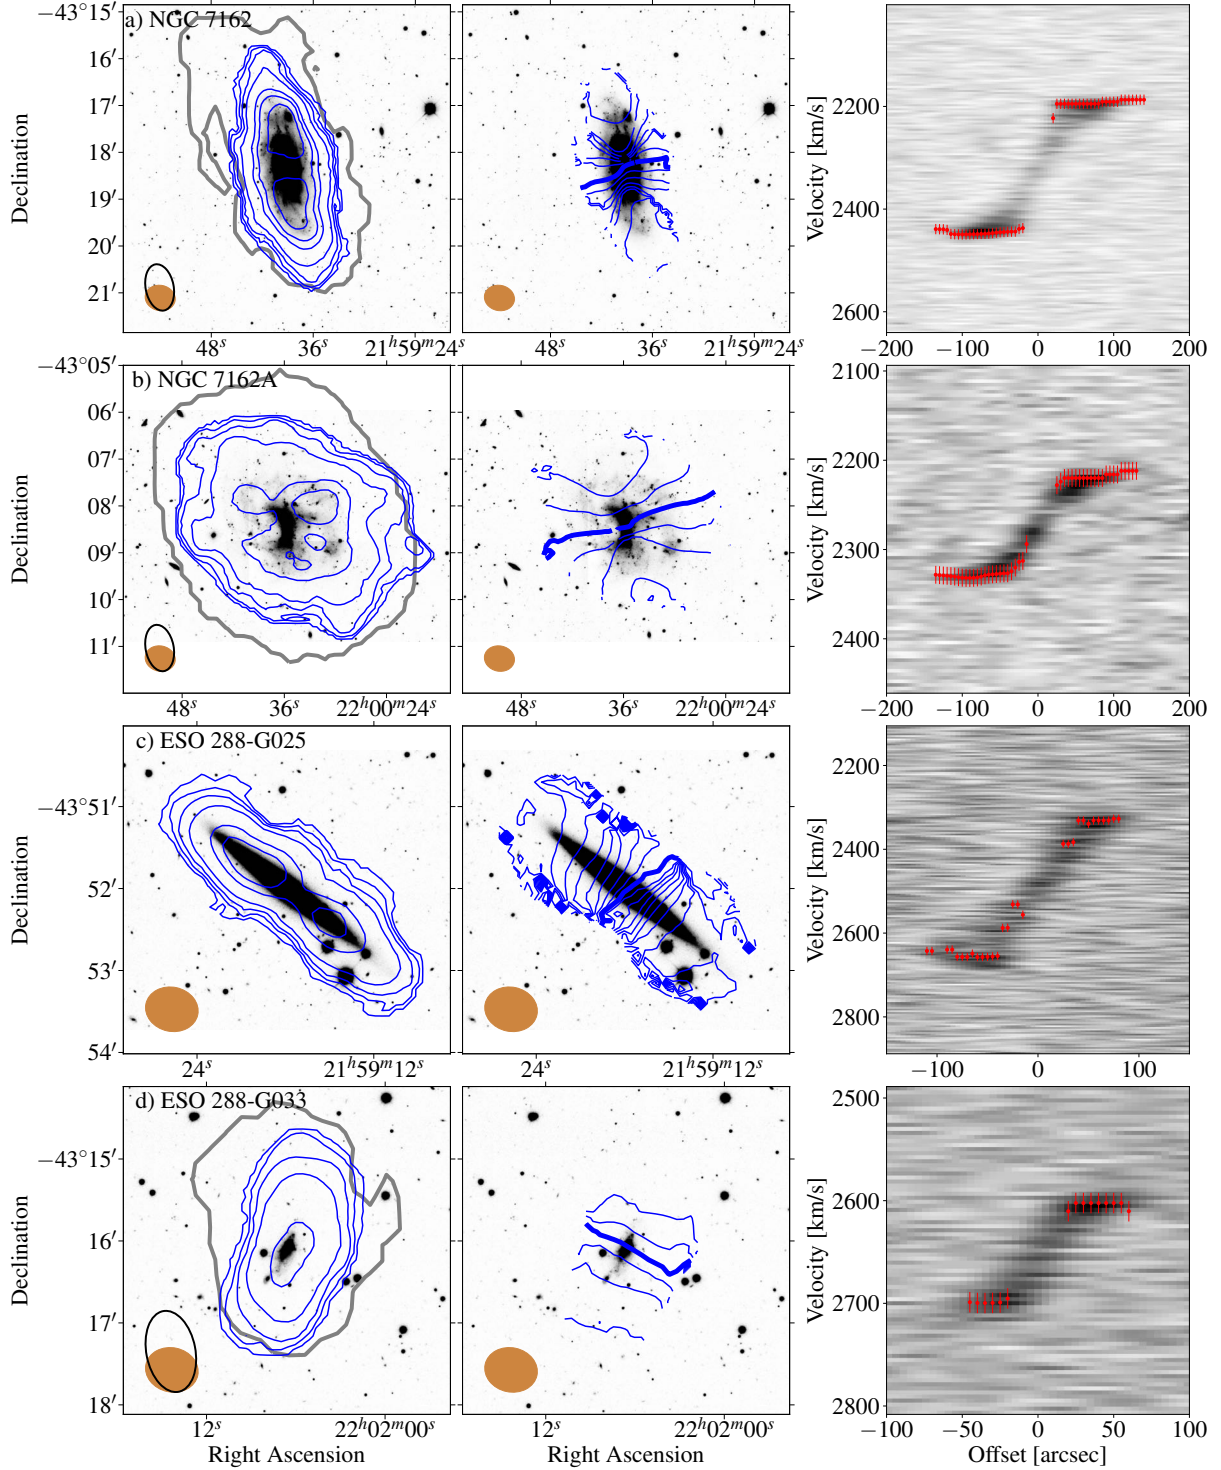 a) NGC 7162
−43°15′
16′
17′
18′
19′
20′
21′
Declination
48ˢ 36ˢ 21ʰ59ᵐ24ˢ
48ˢ 36ˢ 21ʰ59ᵐ24ˢ
Velocity [km/s]
2200
2400
2600
−200 −100 0 100 200
b) NGC 7162A
−43°05′
06′
07′
08′
09′
10′
11′
Declination
48ˢ 36ˢ 22ʰ00ᵐ24ˢ
48ˢ 36ˢ 22ʰ00ᵐ24ˢ
Velocity [km/s]
2100
2200
2300
2400
−200 −100 0 100 200
c) ESO 288-G025
−43°51′
52′
53′
54′
Declination
24ˢ 21ʰ59ᵐ12ˢ
24ˢ 21ʰ59ᵐ12ˢ
Velocity [km/s]
2200
2400
2600
2800
−100 0 100
d) ESO 288-G033
−43°15′
16′
17′
18′
Declination
12ˢ 22ʰ02ᵐ00ˢ
Right Ascension
12ˢ 22ʰ02ᵐ00ˢ
Right Ascension
Velocity [km/s]
2500
2600
2700
2800
−100 −50 0 50 100
Offset [arcsec]